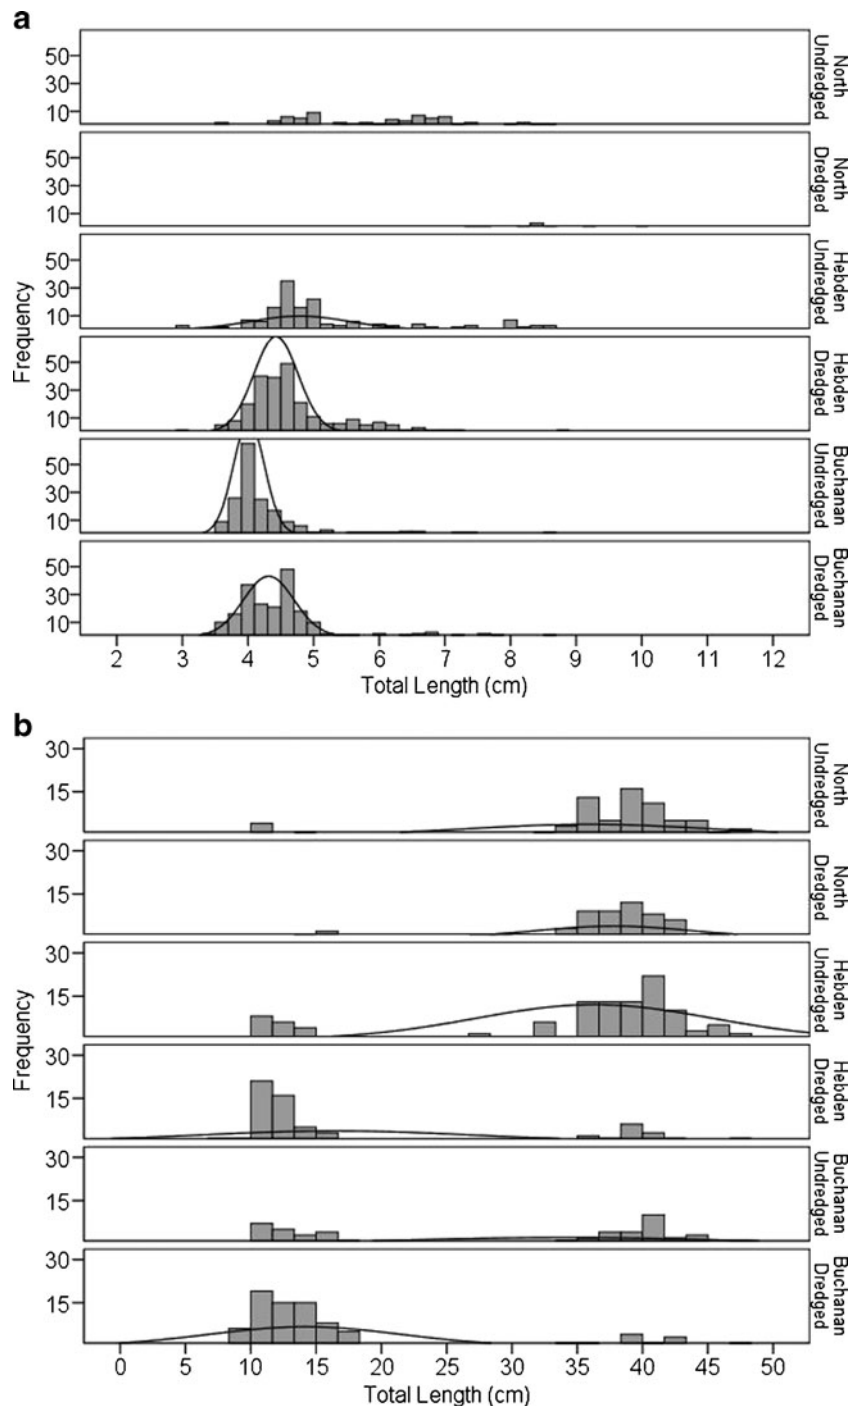 a
50
30
10
North
Undredged
50
30
10
North
Dredged
50
30
10
Hebden
Undredged
50
30
10
Hebden
Dredged
50
30
10
Buchanan
Undredged
50
30
10
Buchanan
Dredged
Frequency
2 3 4 5 6 7 8 9 10 11 12
Total Length (cm)
b
30
15
North
Undredged
30
15
North
Dredged
30
15
Hebden
Undredged
30
15
Hebden
Dredged
30
15
Buchanan
Undredged
30
15
Buchanan
Dredged
Frequency
0 5 10 15 20 25 30 35 40 45 50
Total Length (cm)